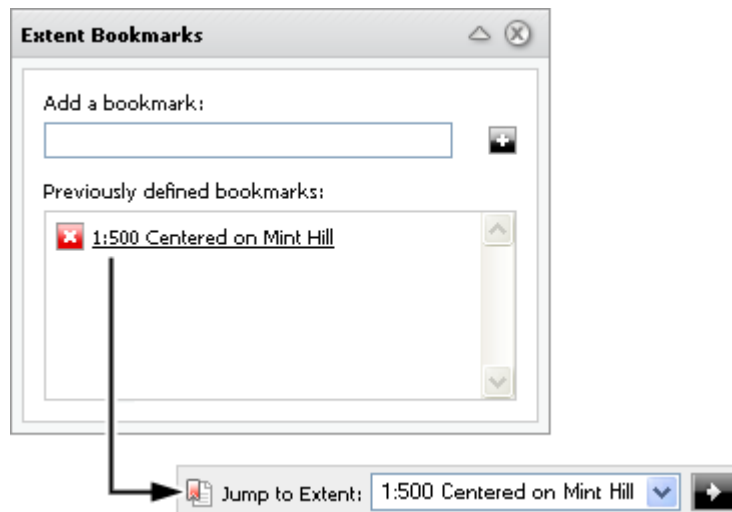 Extent Bookmarks
Add a bookmark:
Previously defined bookmarks:
1:500 Centered on Mint Hill
Jump to Extent: 1:500 Centered on Mint Hill